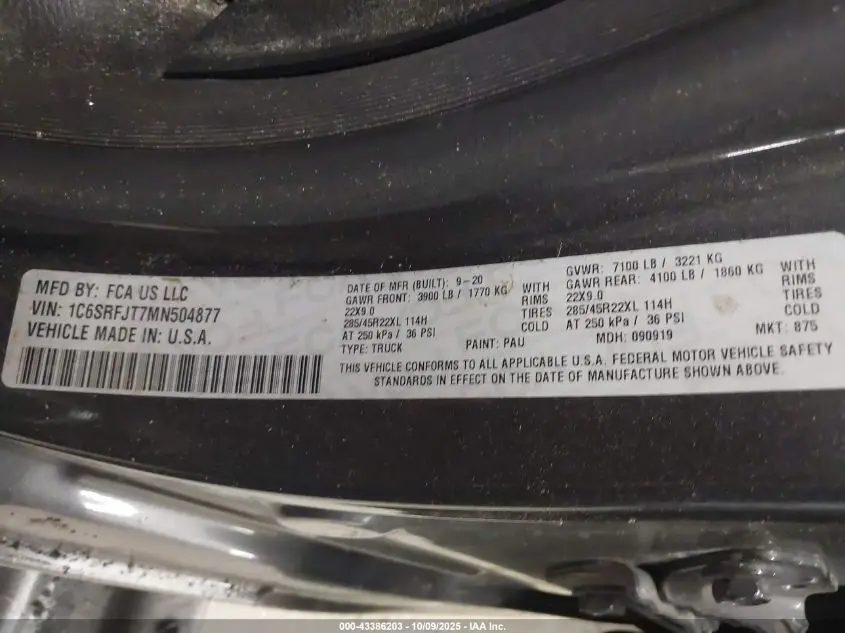 MFD BY: FCA US LLC
VIN: 1C6SRFJT7MN504877
VEHICLE MADE IN: U.S.A.
DATE OF MFR (BUILT): 9-20
GAWR FRONT: 3900 LB / 1770 KG WITH
22X9.0 RIMS
285/45R22XL 114H TIRES
AT 250 kPa / 36 PSI COLD
TYPE: TRUCK PAINT: PAU
GVWR: 7100 LB / 3221 KG
GAWR REAR: 4100 LB / 1860 KG WITH
22X9.0 RIMS
285/45R22XL 114H TIRES
AT 250 kPa / 36 PSI COLD
MDH: 090919 MKT: 875
THIS VEHICLE CONFORMS TO ALL APPLICABLE U.S.A. FEDERAL MOTOR VEHICLE SAFETY
STANDARDS IN EFFECT ON THE DATE OF MANUFACTURE SHOWN ABOVE.
000-43386203 - 10/09/2025 - IAA Inc.